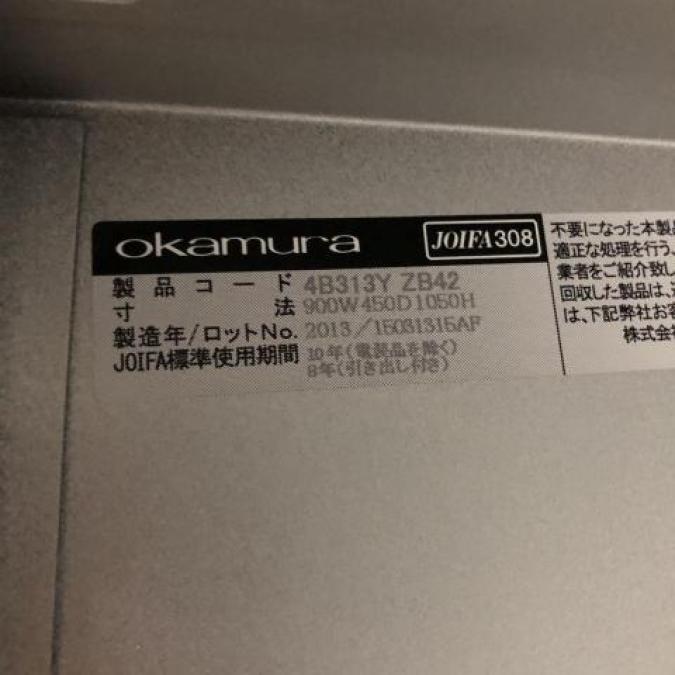 okamura
JOIFA308
製品コード 4B313Y ZB42
寸法 900W450D1050H
製造年/ロットNo. 2013/15031315AF
JOIFA標準使用期間 10年(電装品を除く)
8年(引き出し付き)
不要になった本製品
適正な処理を行う、
業者をご紹介致し
回収した製品は、
は、下記弊社お客
株式会